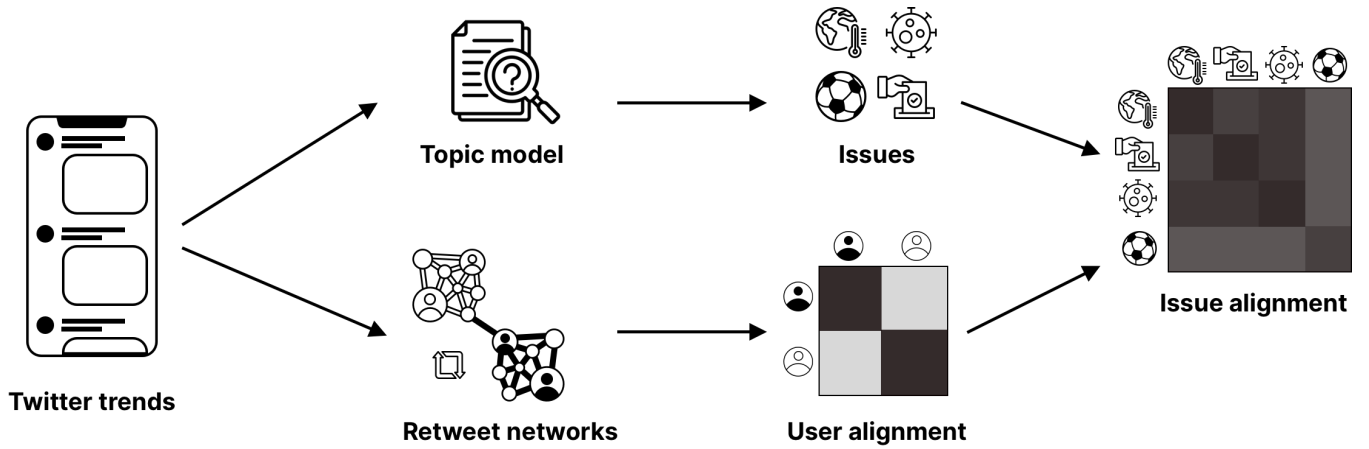 Twitter trends
Topic model
Issues
Retweet networks
User alignment
Issue alignment
?